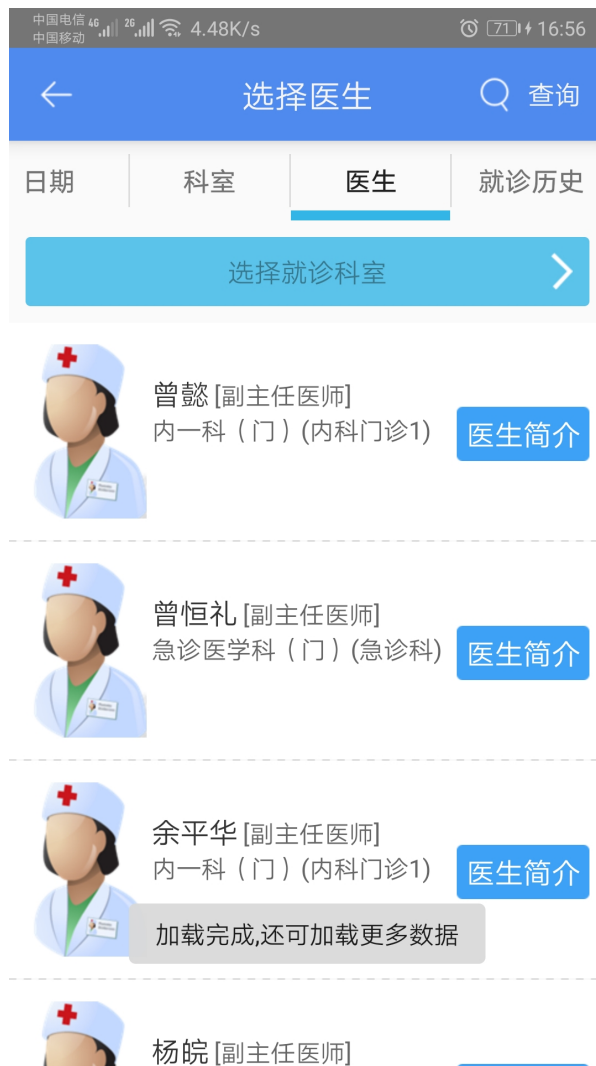 中国电信 4G 2G 4.48K/s 71 16:56
中国移动
选择医生 查询
日期 科室 医生 就诊历史
选择就诊科室
曾懿 [副主任医师]
内一科（门）(内科门诊1)
医生简介
曾恒礼 [副主任医师]
急诊医学科（门）(急诊科)
医生简介
余平华 [副主任医师]
内一科（门）(内科门诊1)
医生简介
加载完成,还可加载更多数据
杨皖 [副主任医师]